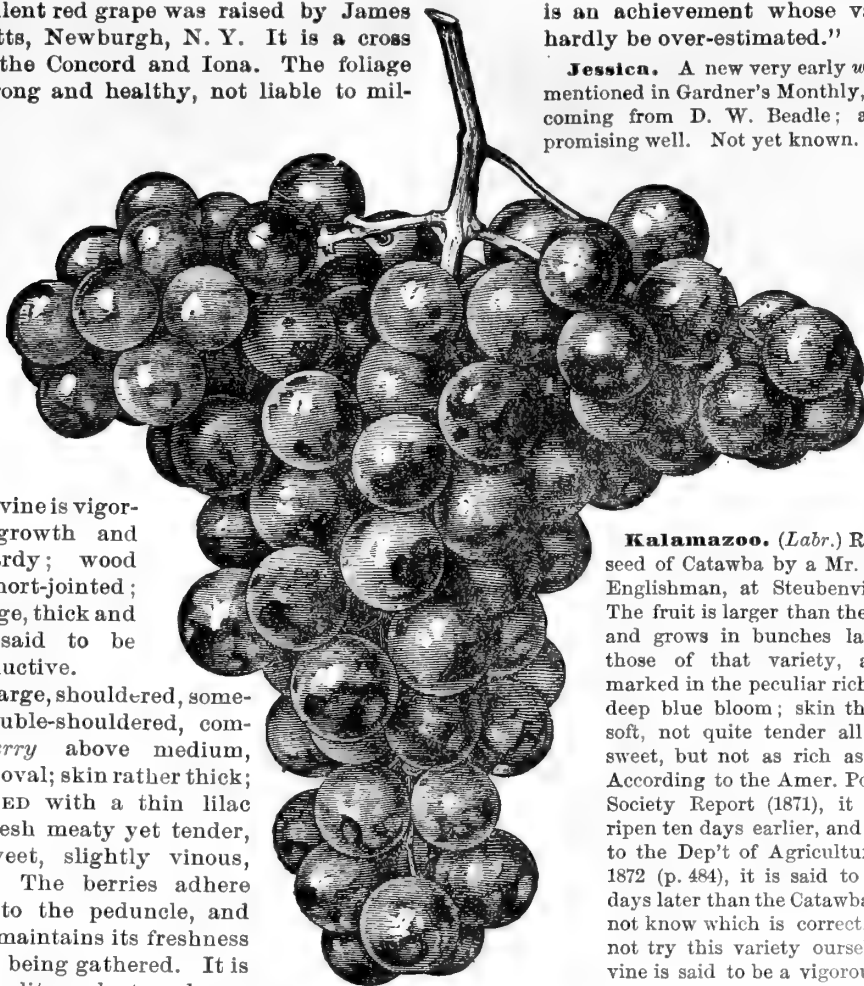 lent red grape was raised by James
tts, Newburgh, N. Y. It is a cross
the Concord and Iona. The foliage
rong and healthy, not liable to mil-
vine is vigor-
growth and
rdy; wood
hort-jointed;
ge, thick and
said to be
uctive.
arge, shouldered, some-
uble-shouldered, com-
rry above medium,
oval; skin rather thick;
ED with a thin lilac
esh meaty yet tender,
veet, slightly vinous,
The berries adhere
to the peduncle, and
maintains its freshness
being gathered. It is
is an achievement whose va
hardly be over-estimated."
Jessica. A new very early w
mentioned in Gardner's Monthly,
coming from D. W. Beadle; a
promising well. Not yet known.
Kalamazoo. (Labr.) R
seed of Catawba by a Mr.
Englishman, at Steubenvi
The fruit is larger than the
and grows in bunches la
those of that variety, a
marked in the peculiar rich
deep blue bloom; skin th
soft, not quite tender all
sweet, but not as rich as
According to the Amer. Po
Society Report (1871), it
ripen ten days earlier, and
to the Dep't of Agricultur
1872 (p. 484), it is said to
days later than the Catawba
not know which is correct.
not try this variety ourse
vine is said to be a vigorou